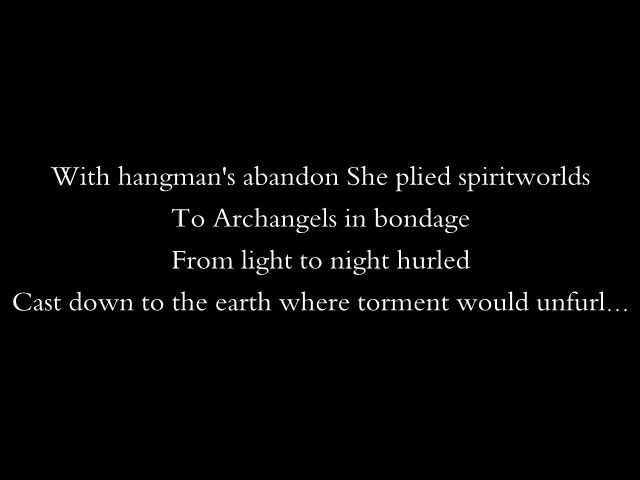 With hangman's abandon She plied spiritworlds
To Archangels in bondage
From light to night hurled
Cast down to the earth where torment would unfurl...